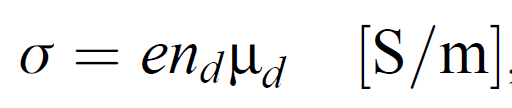 σ = en_dμ_d [S/m],